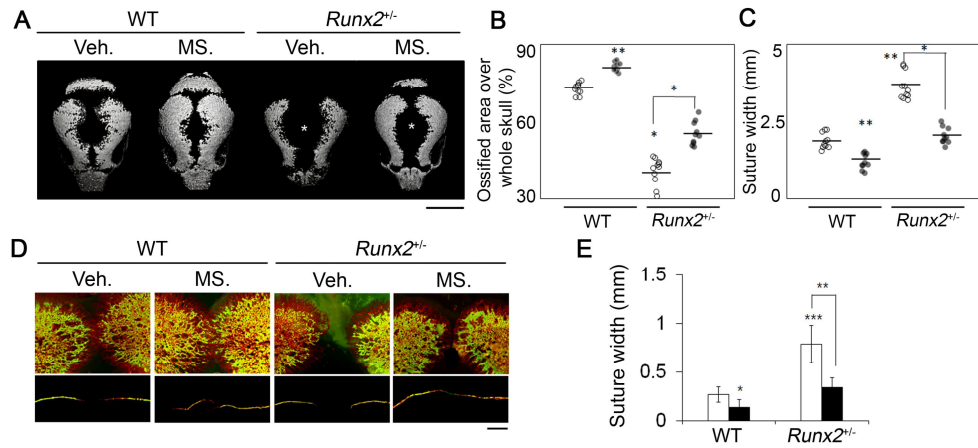 A
WT
Runx2+/-
Veh.
MS.
Veh.
MS.
*
*
B
Ossified area over
whole skull (%)
90
60
30
**
*
*
WT
Runx2+/-
C
Suture width (mm)
5
2.5
0
**
**
*
WT
Runx2+/-
D
WT
Runx2+/-
Veh.
MS.
Veh.
MS.
E
Suture width (mm)
1.5
1
0.5
0
*
***
**
WT
Runx2+/-